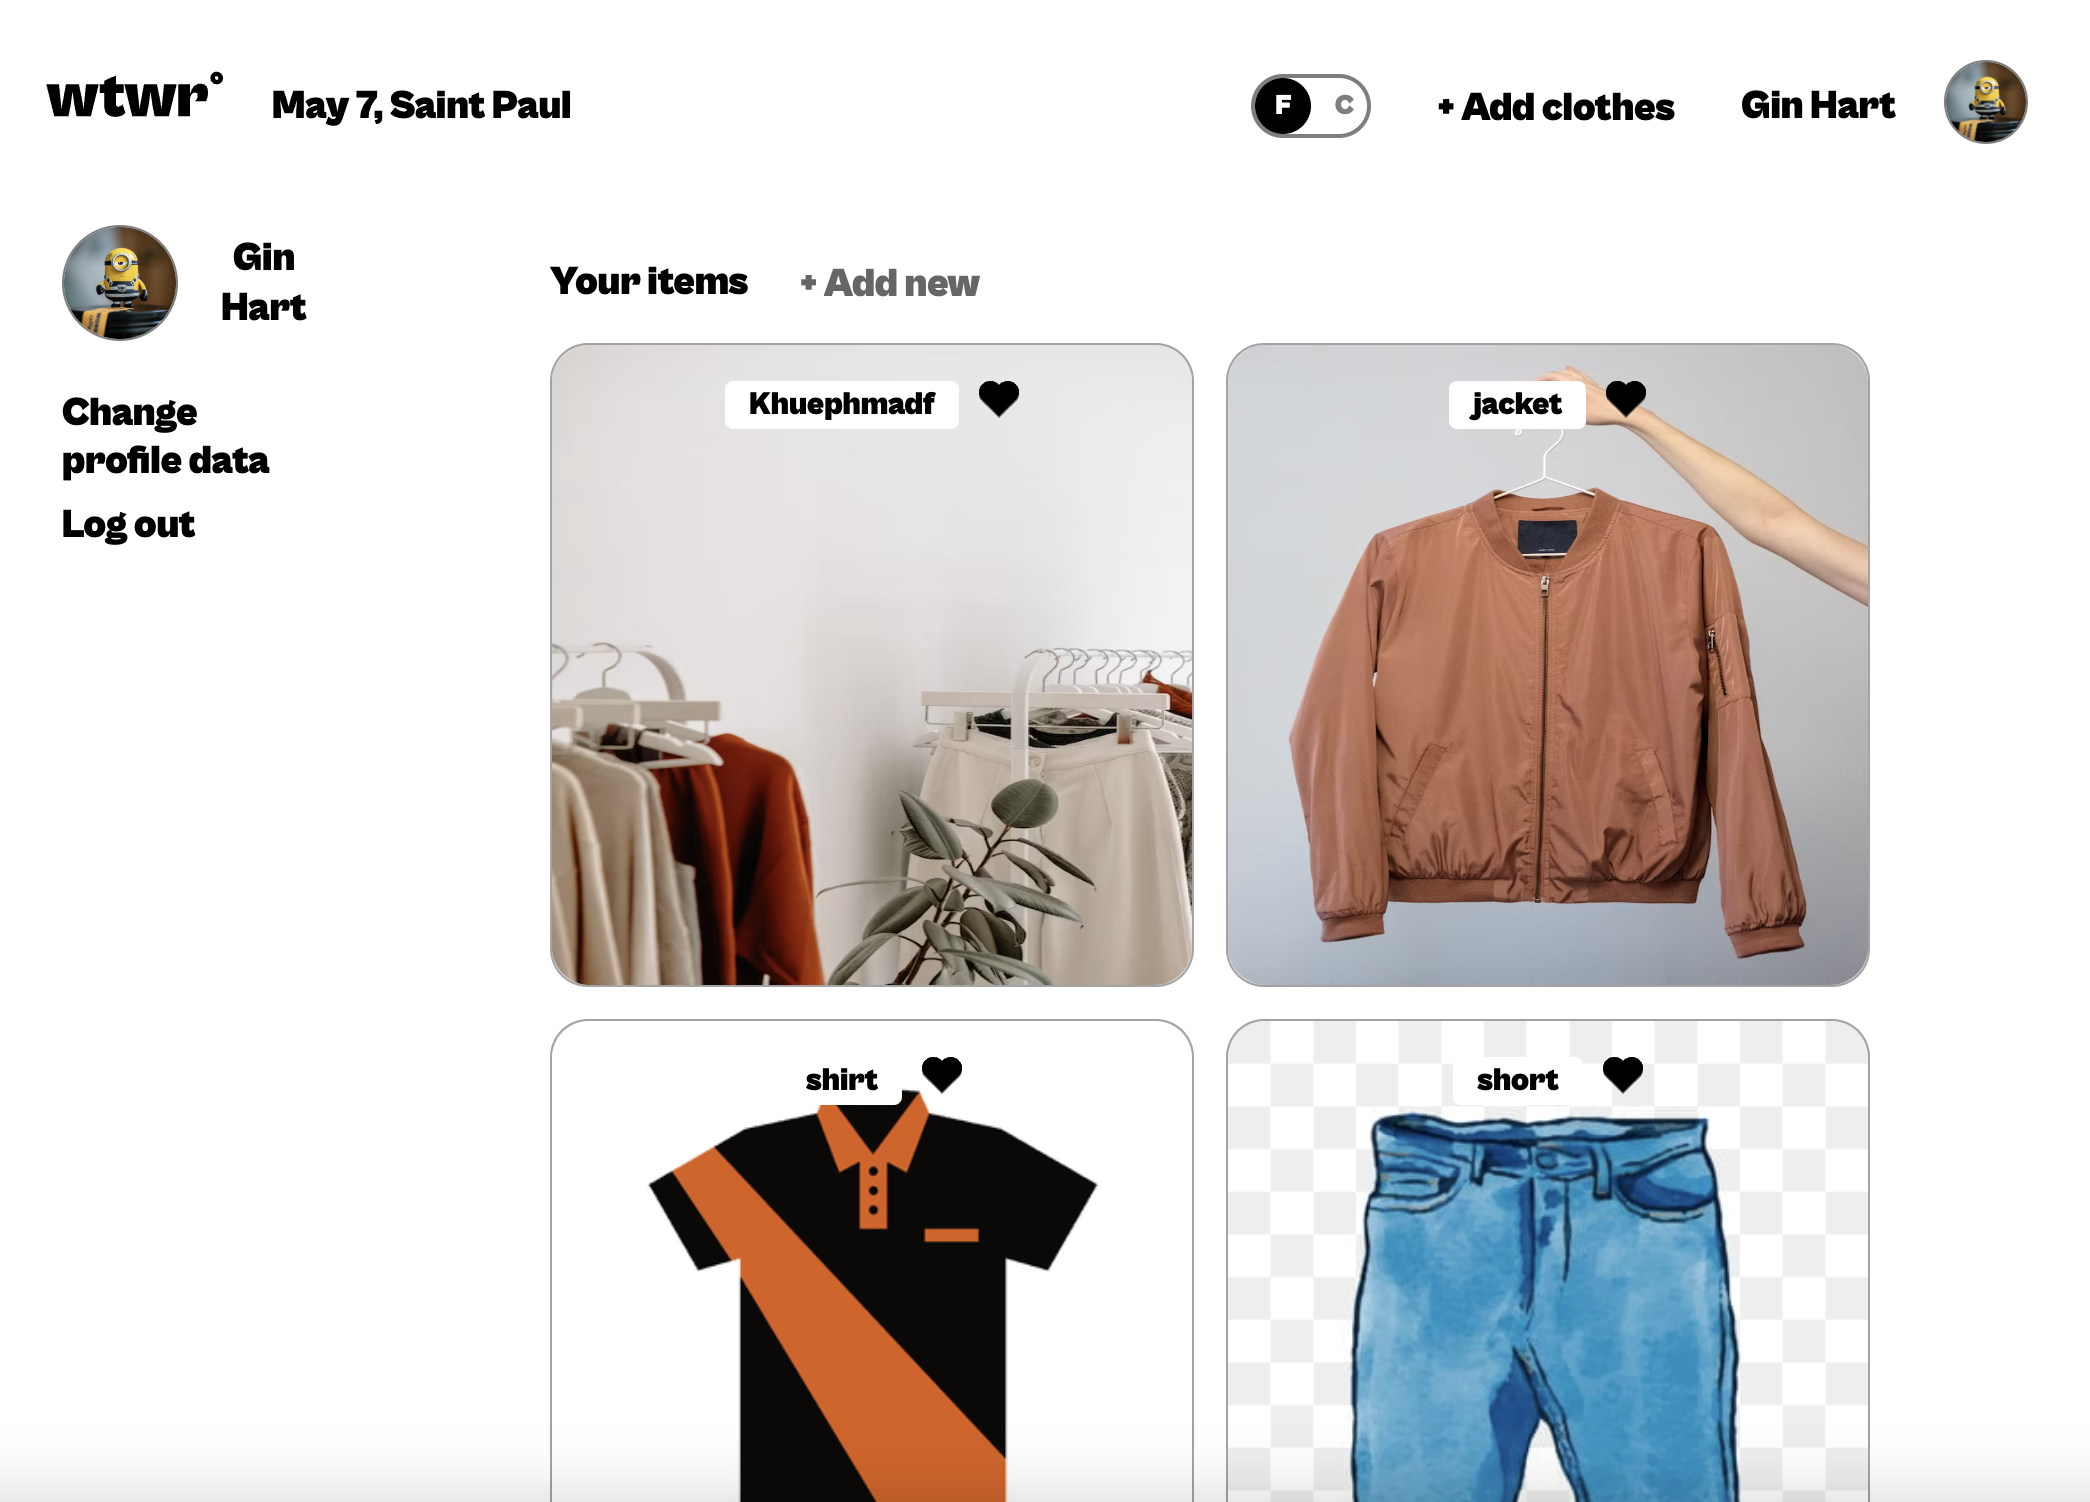 wtwr°
May 7, Saint Paul
F C
+ Add clothes
Gin Hart
Gin
Hart
Change
profile data
Log out
Your items
+ Add new
Khuephmadf
jacket
shirt
short